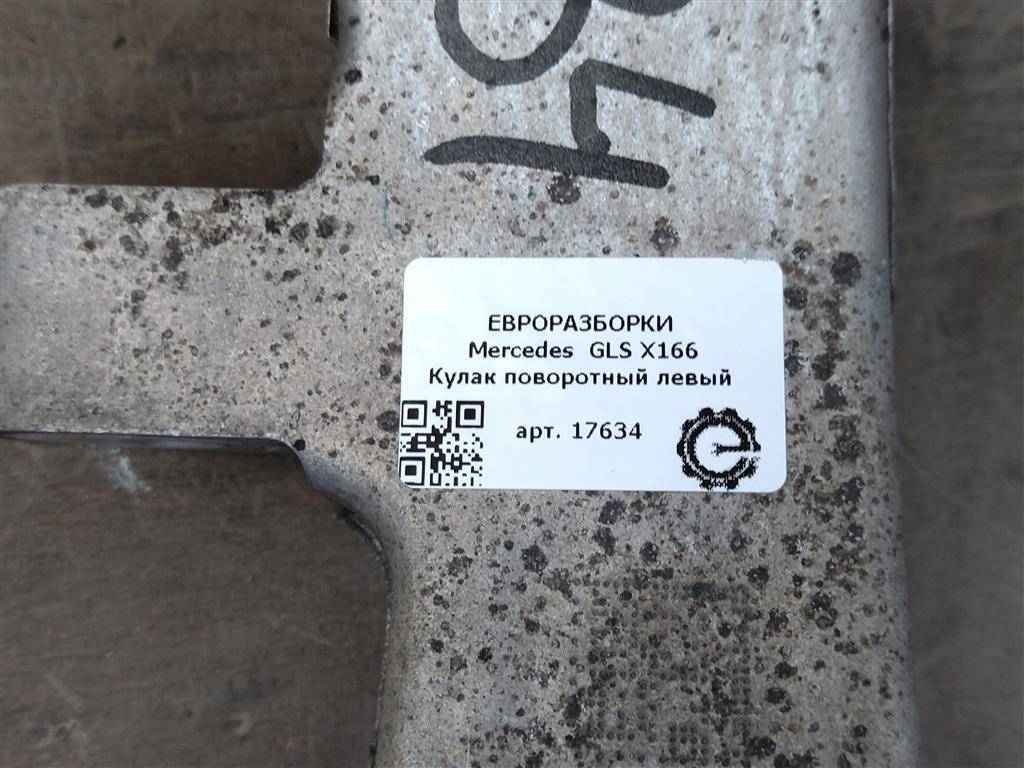 ЕВРОРАЗБОРКИ
Mercedes GLS X166
Кулак поворотный левый
арт. 17634